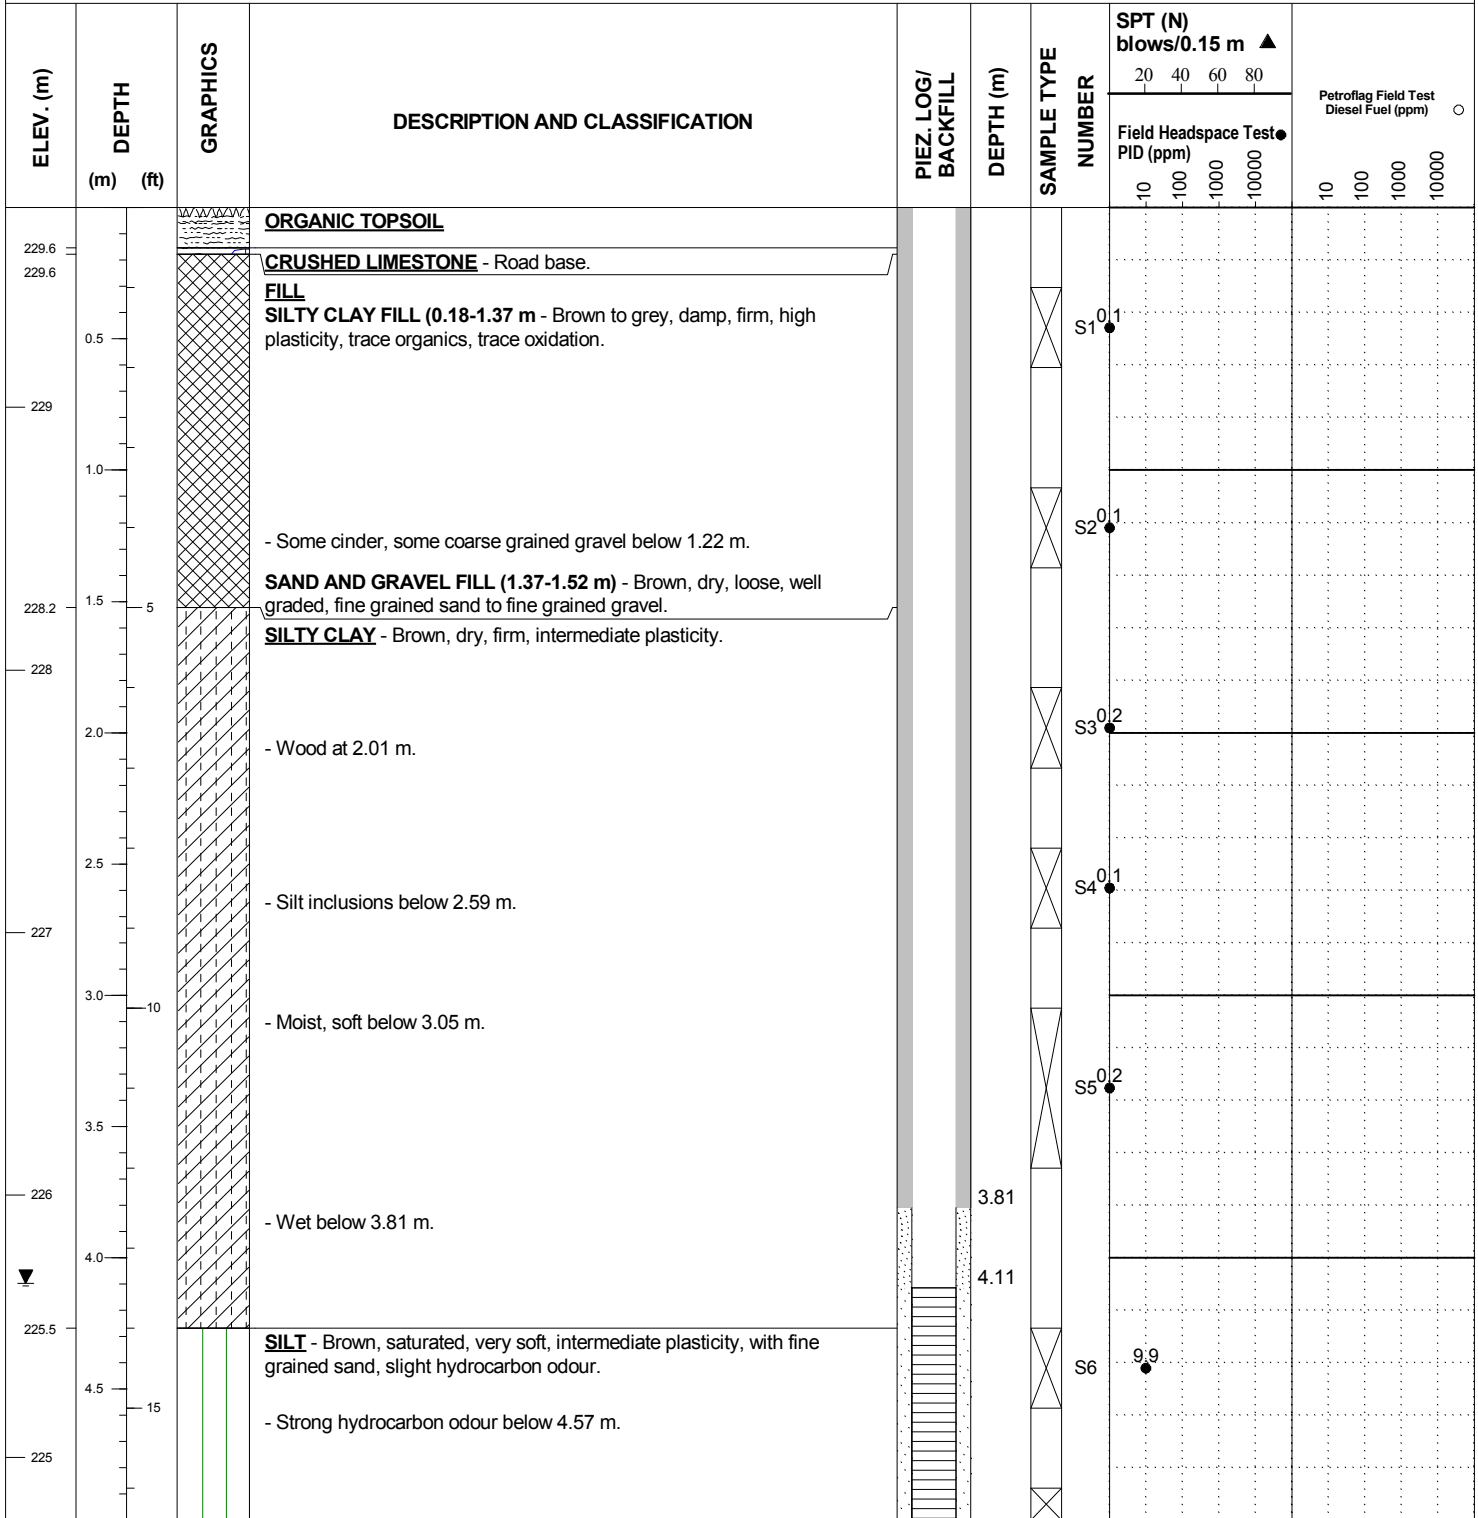 ELEV. (m)
DEPTH
(m) (ft)
GRAPHICS
DESCRIPTION AND CLASSIFICATION
PIEZ. LOG/
BACKFILL
DEPTH (m)
SAMPLE TYPE
NUMBER
SPT (N)
blows/0.15 m ▲
20 40 60 80
Field Headspace Test●
PID (ppm)
10 100 1000 10000
Petroflag Field Test
Diesel Fuel (ppm) ○
10 100 1000 10000
ORGANIC TOPSOIL
229.6
CRUSHED LIMESTONE - Road base.
229.6
FILL
SILTY CLAY FILL (0.18-1.37 m - Brown to grey, damp, firm, high
S1 0.1
0.5
plasticity, trace organics, trace oxidation.
229
1.0
S2 0.1
- Some cinder, some coarse grained gravel below 1.22 m.
SAND AND GRAVEL FILL (1.37-1.52 m) - Brown, dry, loose, well
1.5
228.2
5
graded, fine grained sand to fine grained gravel.
SILTY CLAY - Brown, dry, firm, intermediate plasticity.
228
S3 0.2
2.0
- Wood at 2.01 m.
2.5
S4 0.1
- Silt inclusions below 2.59 m.
227
3.0
10
- Moist, soft below 3.05 m.
S5 0.2
3.5
226
3.81
- Wet below 3.81 m.
4.0
4.11
225.5
SILT - Brown, saturated, very soft, intermediate plasticity, with fine
grained sand, slight hydrocarbon odour.
S6 9.9
4.5
15
- Strong hydrocarbon odour below 4.57 m.
225